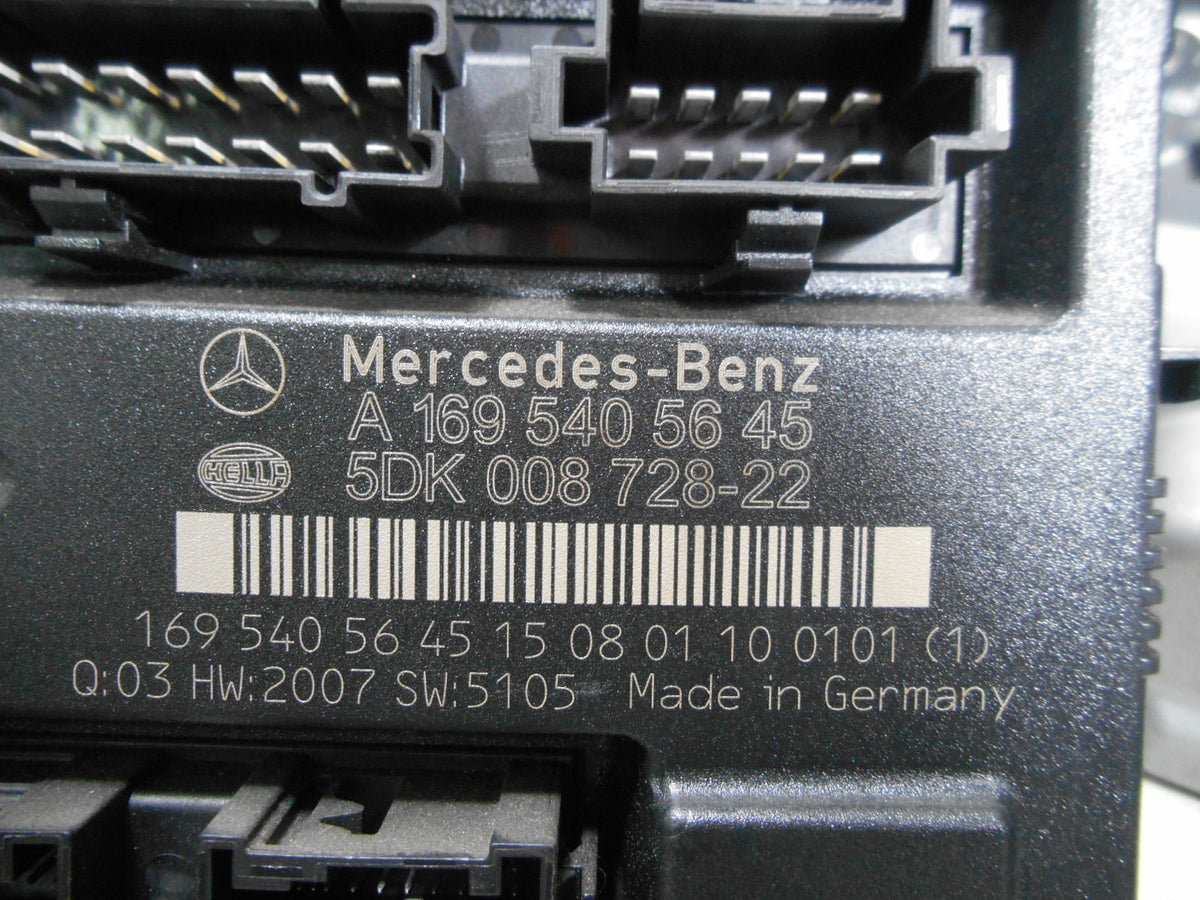 Mercedes-Benz
A 169 540 56 45
HELLA
5DK 008 728-22
169 540 56 45 15 08 01 10 0101 (1)
Q:03 HW:2007 SW:5105 Made in Germany